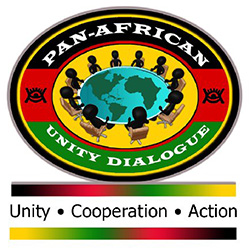 PAN-AFRICAN
UNITY DIALOGUE
Unity • Cooperation • Action